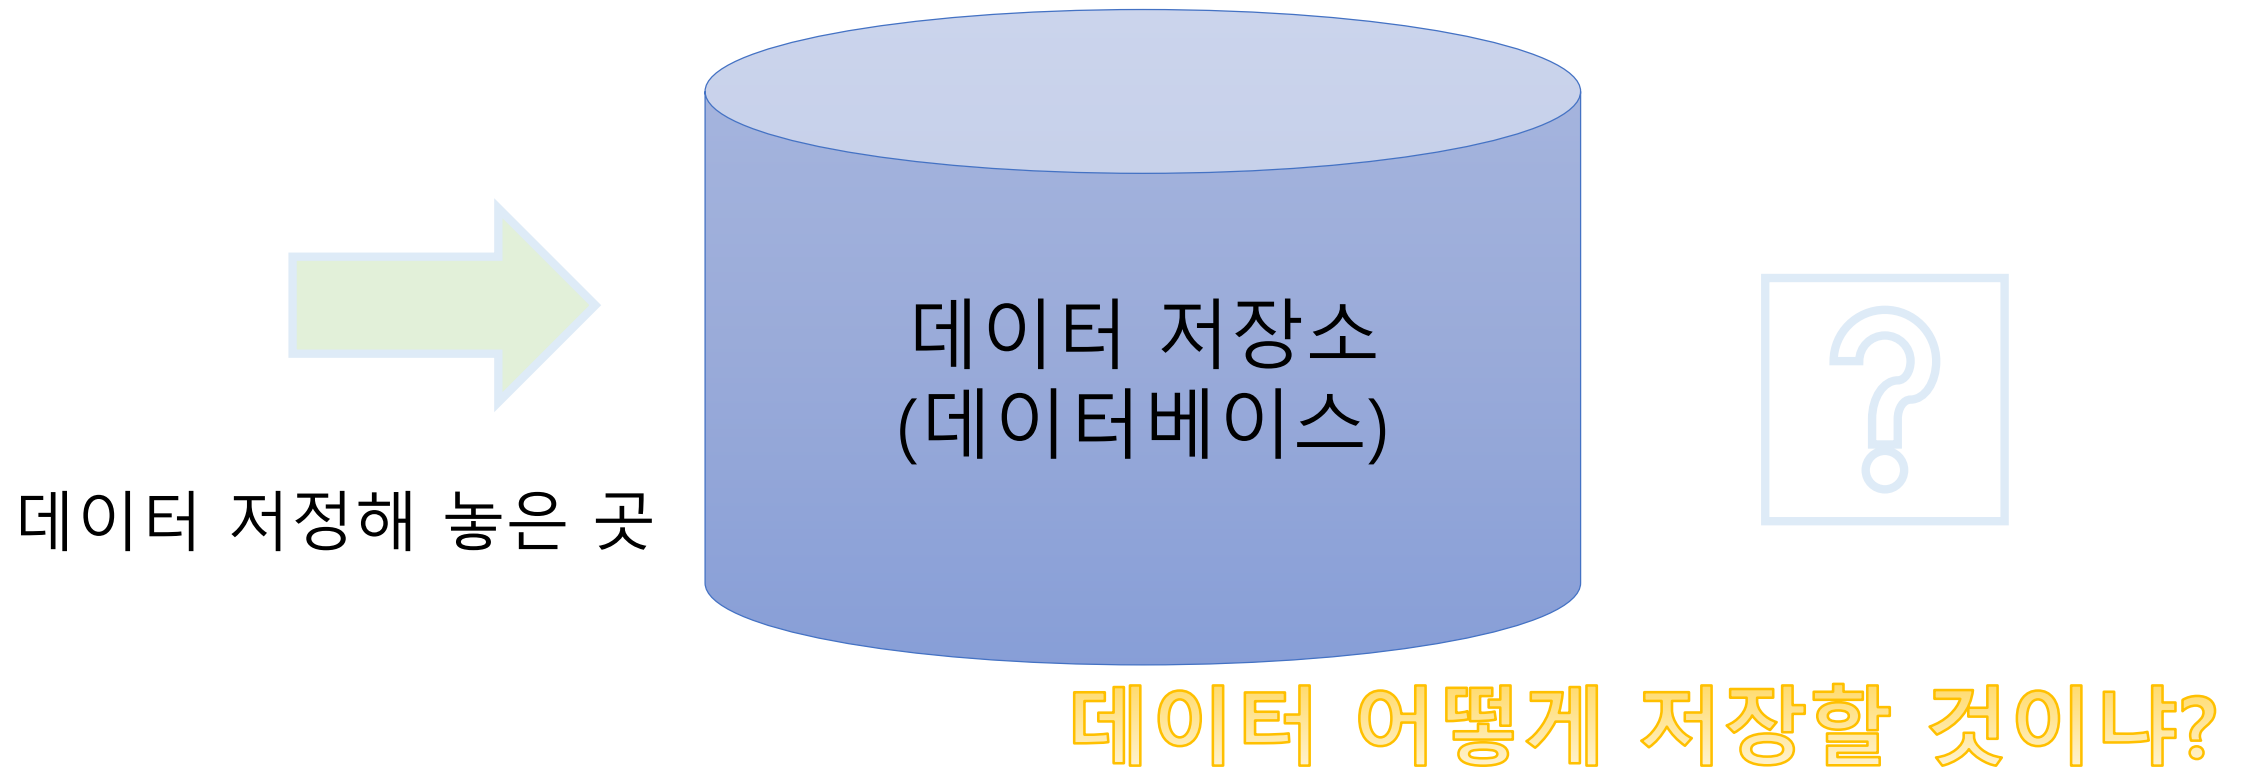 데이터 저장소
(데이터베이스)
데이터 저정해 놓은 곳
데이터 어떻게 저장할 것이냐?